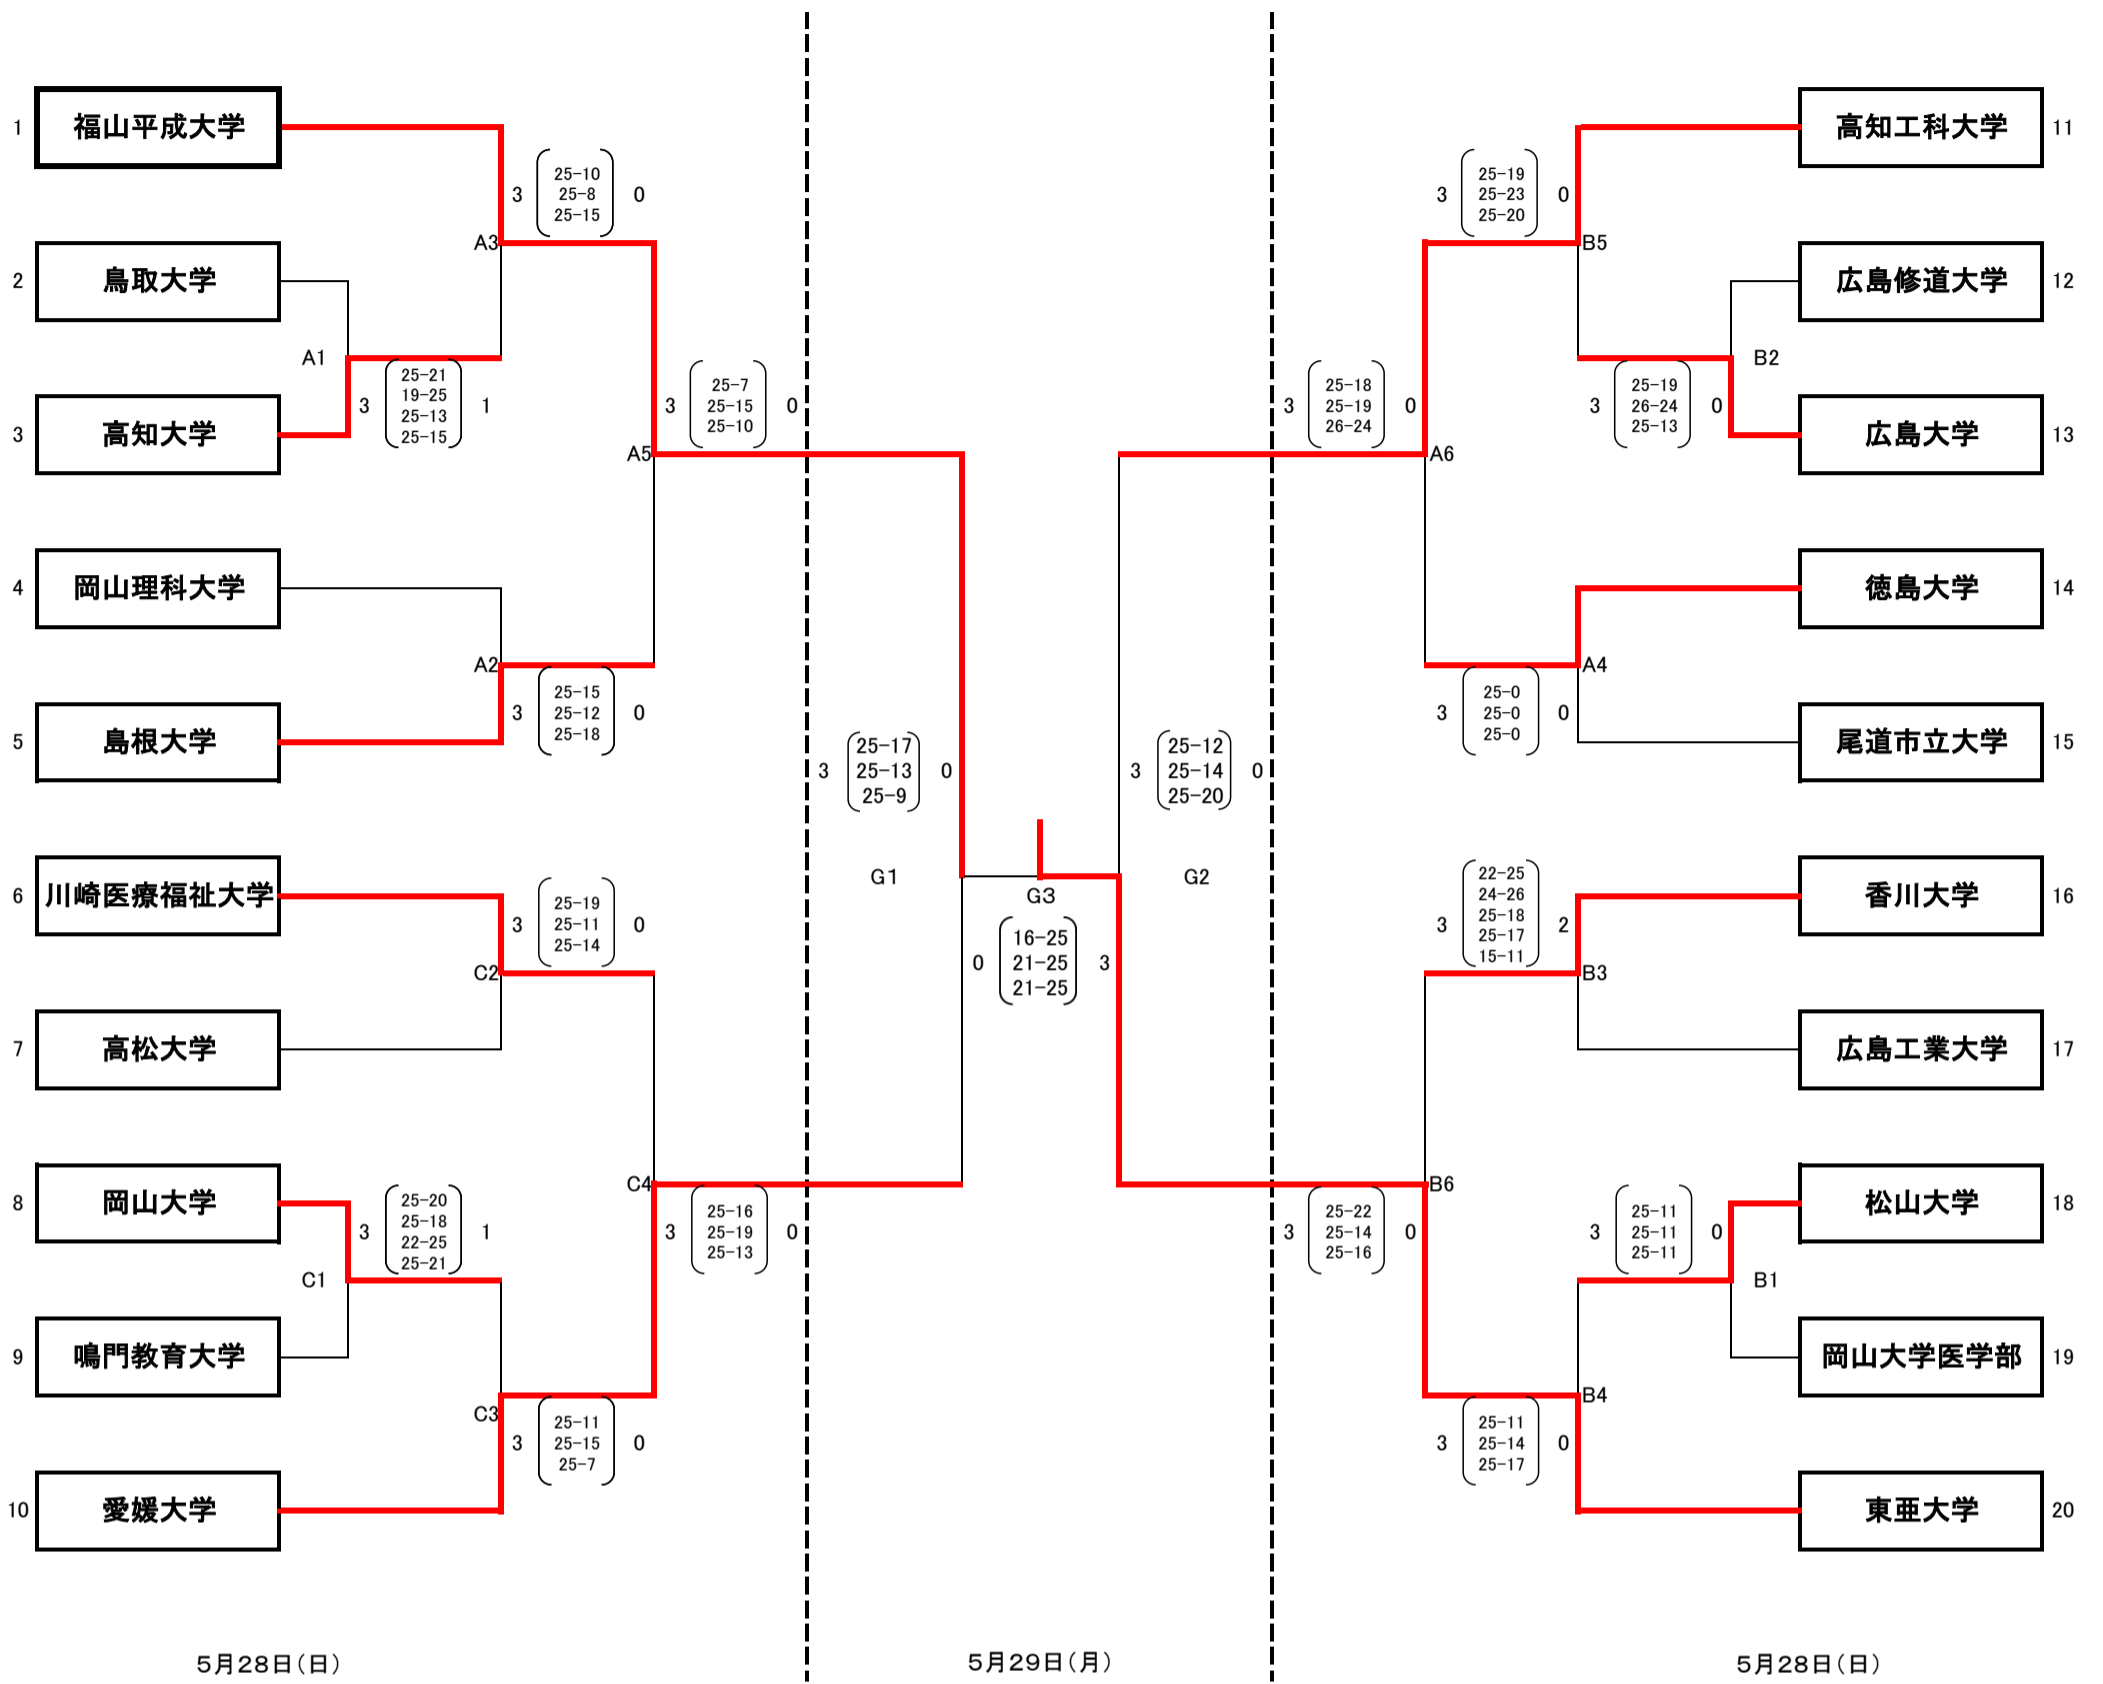 1 福山平成大学
2 鳥取大学
3 高知大学
4 岡山理科大学
5 島根大学
6 川崎医療福祉大学
7 高松大学
8 岡山大学
9 鳴門教育大学
10 愛媛大学
A3
3 25-10 0
25-8
25-15
A1
3 25-21 1
19-25
25-13
25-15
A5
3 25-7 0
25-15
25-10
A2
3 25-15 0
25-12
25-18
C2
3 25-19 0
25-11
25-14
C1
3 25-20 1
25-18
22-25
25-21
C4
3 25-16 0
25-19
25-13
C3
3 25-11 0
25-15
25-7
5月28日(日)
G1
3 25-17 0
25-13
25-9
G2
3 25-12 0
25-14
25-20
G3
0 16-25 3
21-25
21-25
5月29日(月)
B5
3 25-19 0
25-23
25-20
B2
3 25-19 0
26-24
25-13
A6
3 25-18 0
25-19
26-24
A4
3 25-0 0
25-0
25-0
B3
3 22-25 2
24-26
25-18
25-17
15-11
B6
3 25-22 0
25-14
25-16
B1
3 25-11 0
25-11
25-11
B4
3 25-11 0
25-14
25-17
高知工科大学 11
広島修道大学 12
広島大学 13
徳島大学 14
尾道市立大学 15
香川大学 16
広島工業大学 17
松山大学 18
岡山大学医学部 19
東亜大学 20
5月28日(日)